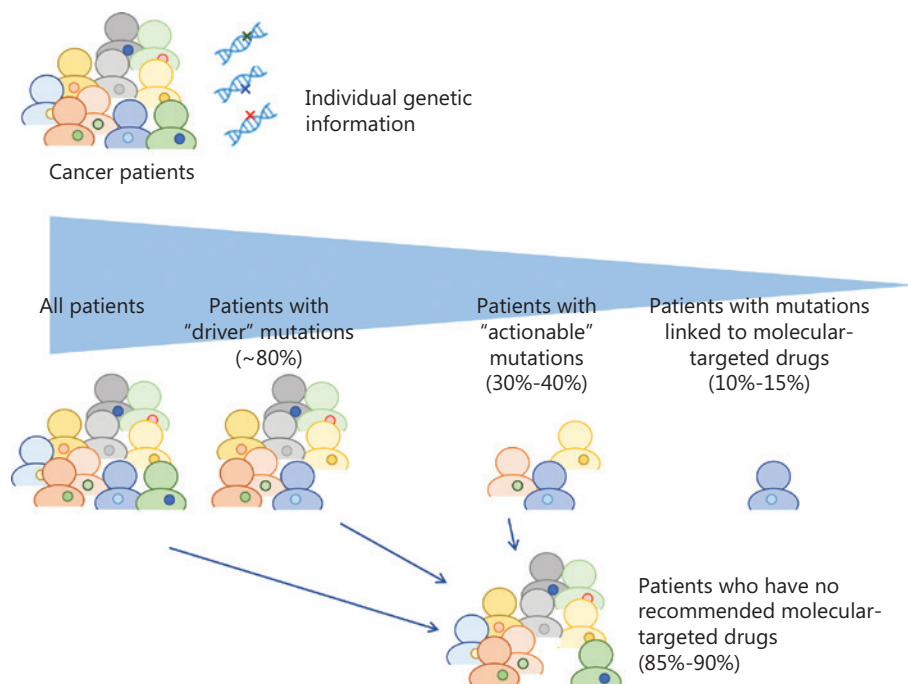 Individual genetic
information
Cancer patients
All patients
Patients with
“driver” mutations
(~80%)
Patients with
“actionable”
mutations
(30%-40%)
Patients with mutations
linked to molecular-
targeted drugs
(10%-15%)
Patients who have no
recommended molecular-
targeted drugs
(85%-90%)